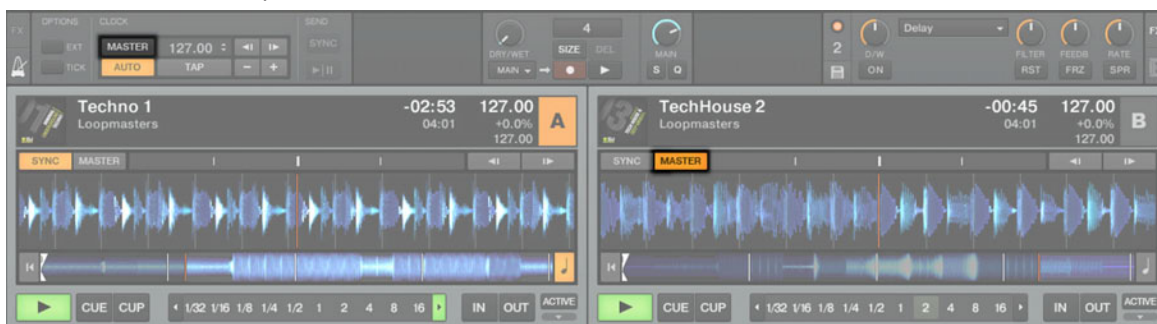 FX
OPTIONS
CLOCK
SEND
EXT
MASTER
127.00
SYNC
TICK
AUTO
TAP
- +
DRY/WET
4
SIZE
DEL
MAIN
MAIN
S Q
2
D/W
ON
Delay
FILTER
FEEDB
RATE
RST
FRZ
SPR
Techno 1
Loopmasters
-02:53
04:01
127.00
+0.0%
127.00
A
SYNC MASTER
CUE CUP
1/32 1/16 1/8 1/4 1/2 1 2 4 8 16
IN OUT
ACTIVE
TechHouse 2
Loopmasters
-00:45
04:01
127.00
+0.0%
127.00
B
SYNC MASTER
CUE CUP
1/32 1/16 1/8 1/4 1/2 1 2 4 8 16
IN OUT
ACTIVE